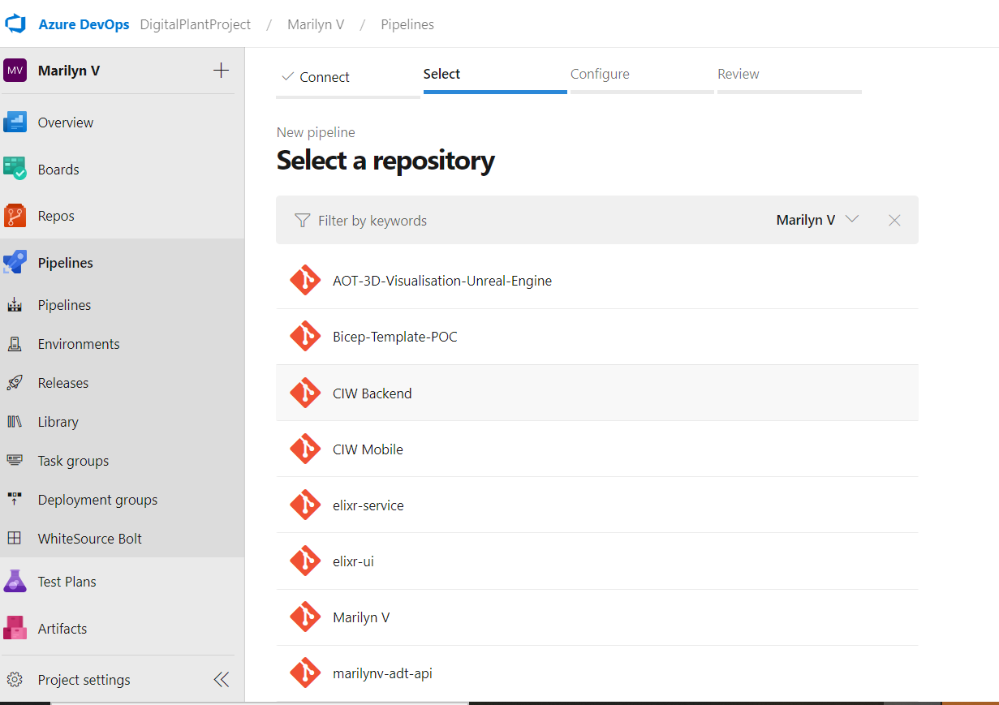 Azure DevOps DigitalPlantProject / Marilyn V / Pipelines
MV Marilyn V
Overview
Boards
Repos
Pipelines
Pipelines
Environments
Releases
Library
Task groups
Deployment groups
WhiteSource Bolt
Test Plans
Artifacts
Project settings
Connect Select Configure Review
New pipeline
Select a repository
Filter by keywords Marilyn V
AOT-3D-Visualisation-Unreal-Engine
Bicep-Template-POC
CIW Backend
CIW Mobile
elixr-service
elixr-ui
Marilyn V
marilynv-adt-api